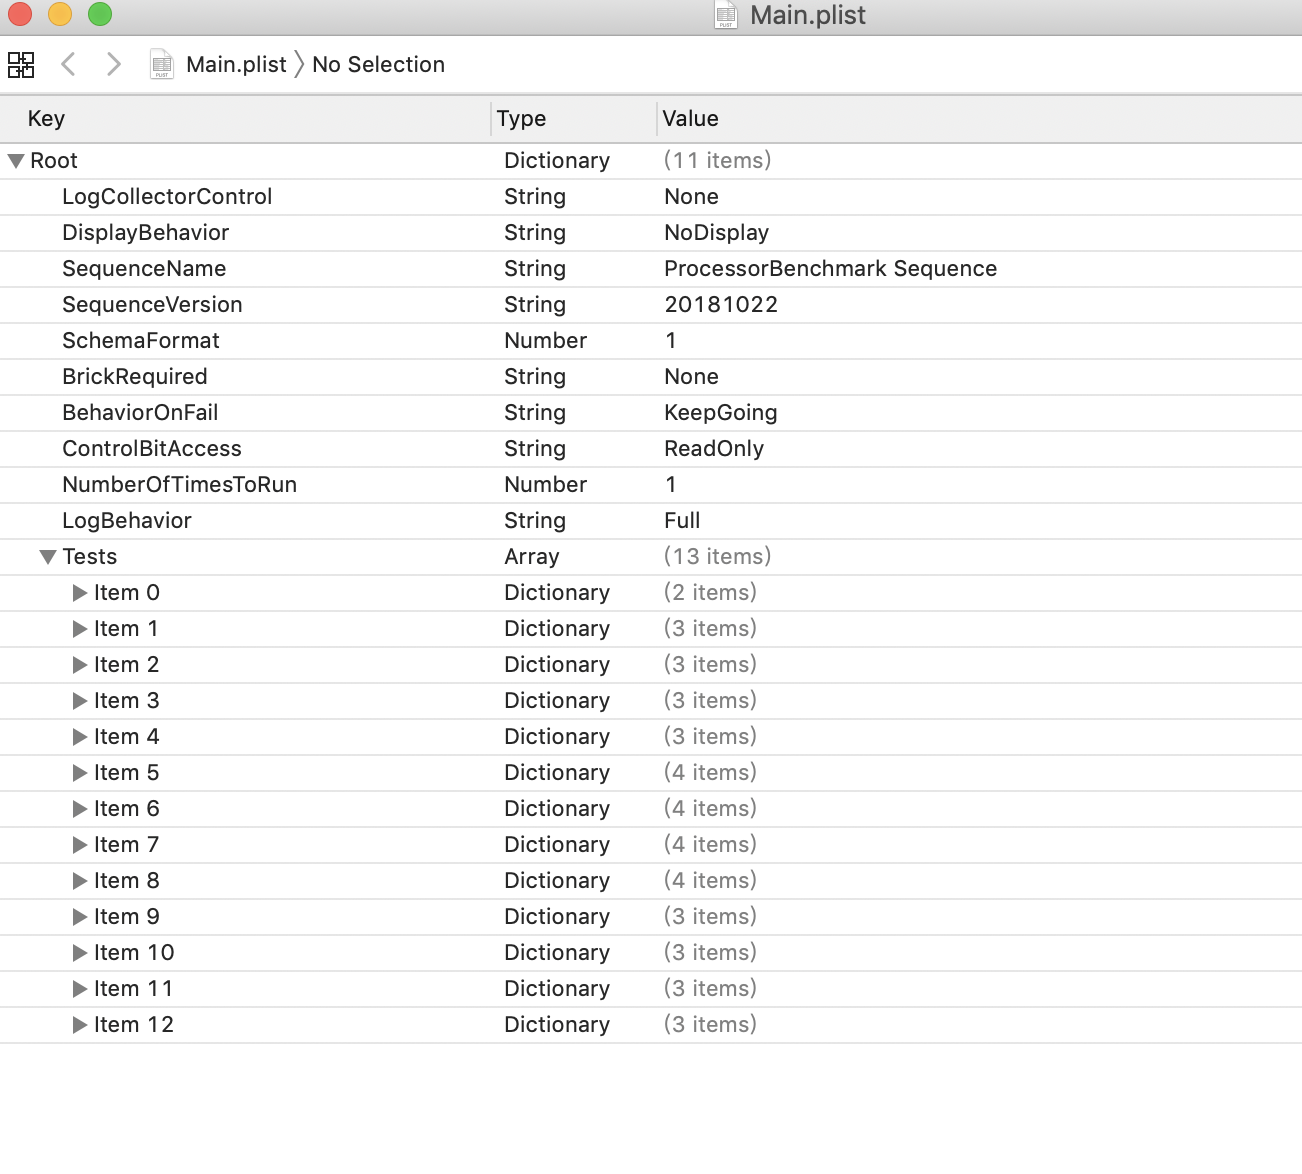 Main.plist
Main.plist No Selection
Key Type Value
Root Dictionary (11 items)
LogCollectorControl String None
DisplayBehavior String NoDisplay
SequenceName String ProcessorBenchmark Sequence
SequenceVersion String 20181022
SchemaFormat Number 1
BrickRequired String None
BehaviorOnFail String KeepGoing
ControlBitAccess String ReadOnly
NumberOfTimesToRun Number 1
LogBehavior String Full
Tests Array (13 items)
Item 0 Dictionary (2 items)
Item 1 Dictionary (3 items)
Item 2 Dictionary (3 items)
Item 3 Dictionary (3 items)
Item 4 Dictionary (3 items)
Item 5 Dictionary (4 items)
Item 6 Dictionary (4 items)
Item 7 Dictionary (4 items)
Item 8 Dictionary (4 items)
Item 9 Dictionary (3 items)
Item 10 Dictionary (3 items)
Item 11 Dictionary (3 items)
Item 12 Dictionary (3 items)